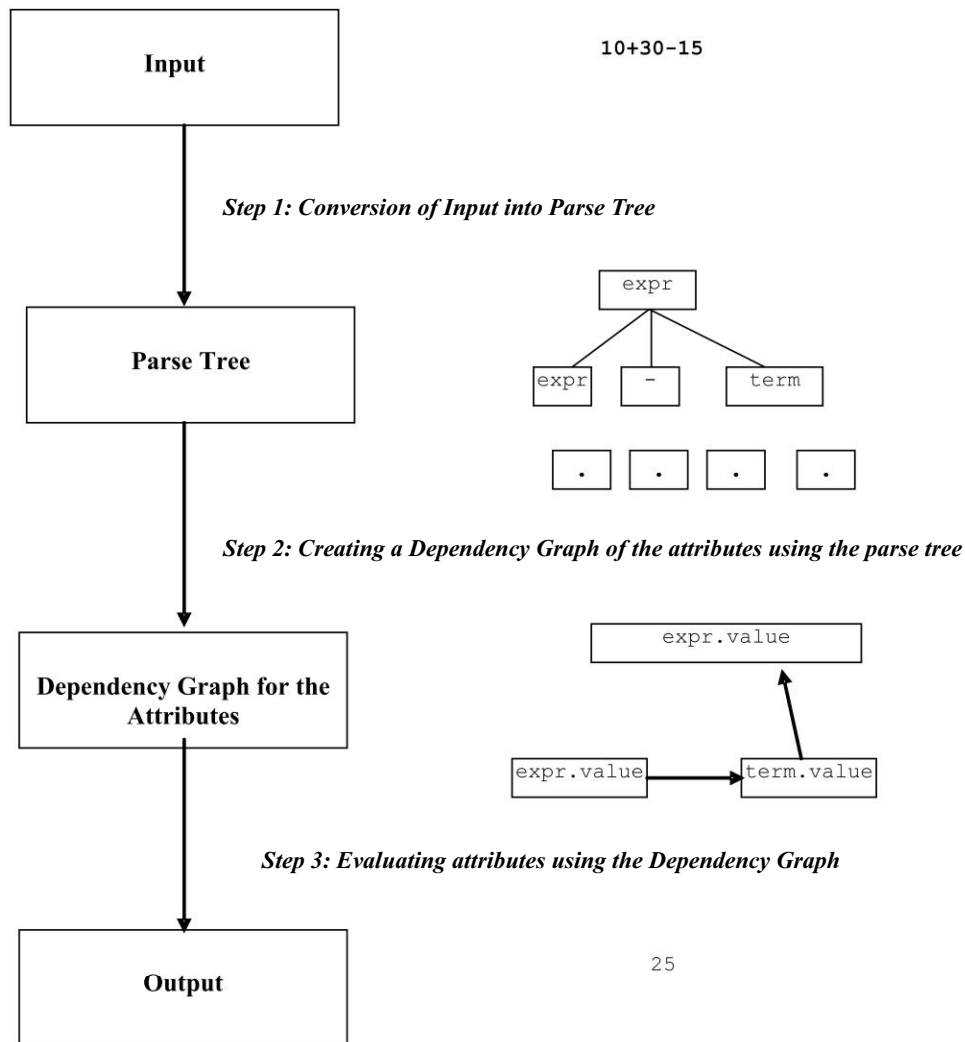 Input
10+30-15
Step 1: Conversion of Input into Parse Tree
expr
Parse Tree
expr
-
term
.
.
.
.
Step 2: Creating a Dependency Graph of the attributes using the parse tree
expr.value
Dependency Graph for the
Attributes
expr.value
term.value
Step 3: Evaluating attributes using the Dependency Graph
Output
25